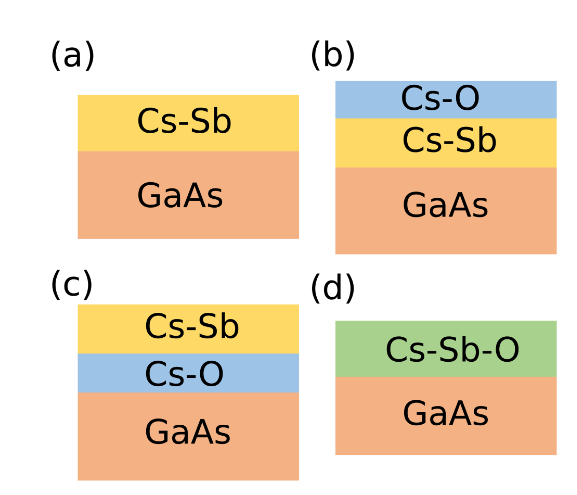 (a)
Cs-Sb
GaAs
(b)
Cs-O
Cs-Sb
GaAs
(c)
Cs-Sb
Cs-O
GaAs
(d)
Cs-Sb-O
GaAs